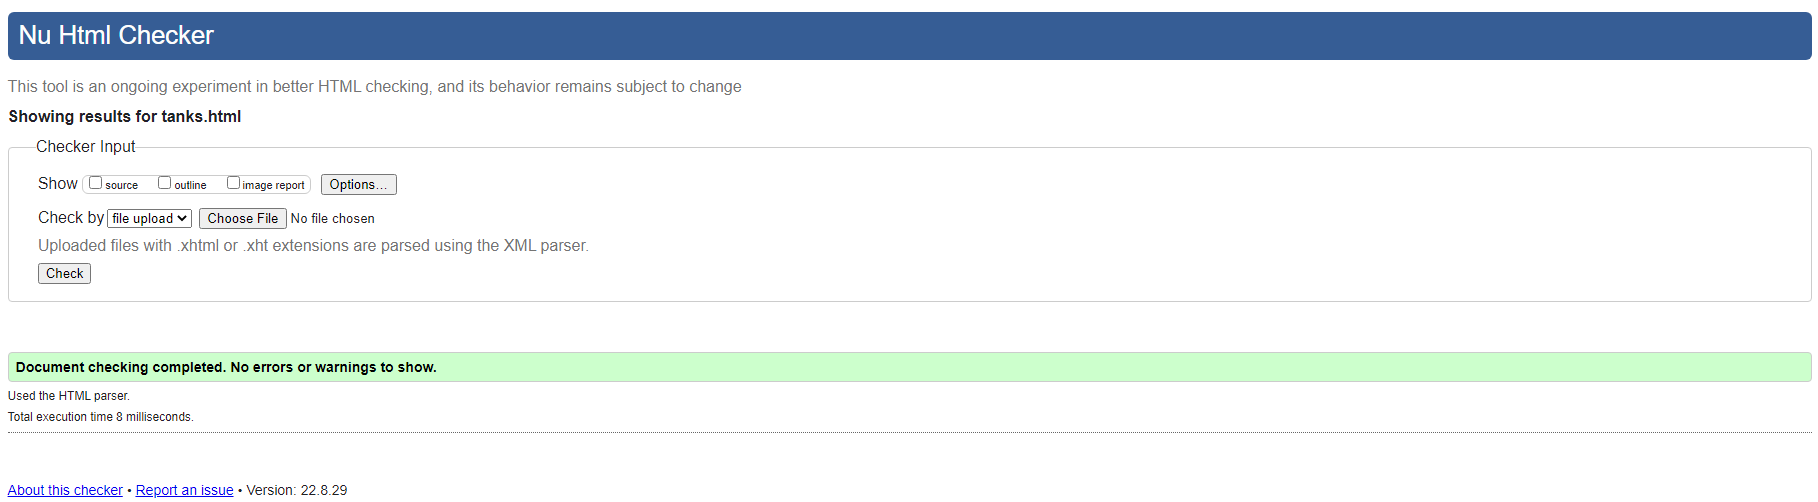 Nu Html Checker
This tool is an ongoing experiment in better HTML checking, and its behavior remains subject to change
Showing results for tanks.html
Checker Input
Show source outline image report Options...
Check by file upload Choose File No file chosen
Uploaded files with .xhtml or .xht extensions are parsed using the XML parser.
Check
Document checking completed. No errors or warnings to show.
Used the HTML parser.
Total execution time 8 milliseconds.
About this checker • Report an issue • Version: 22.8.29